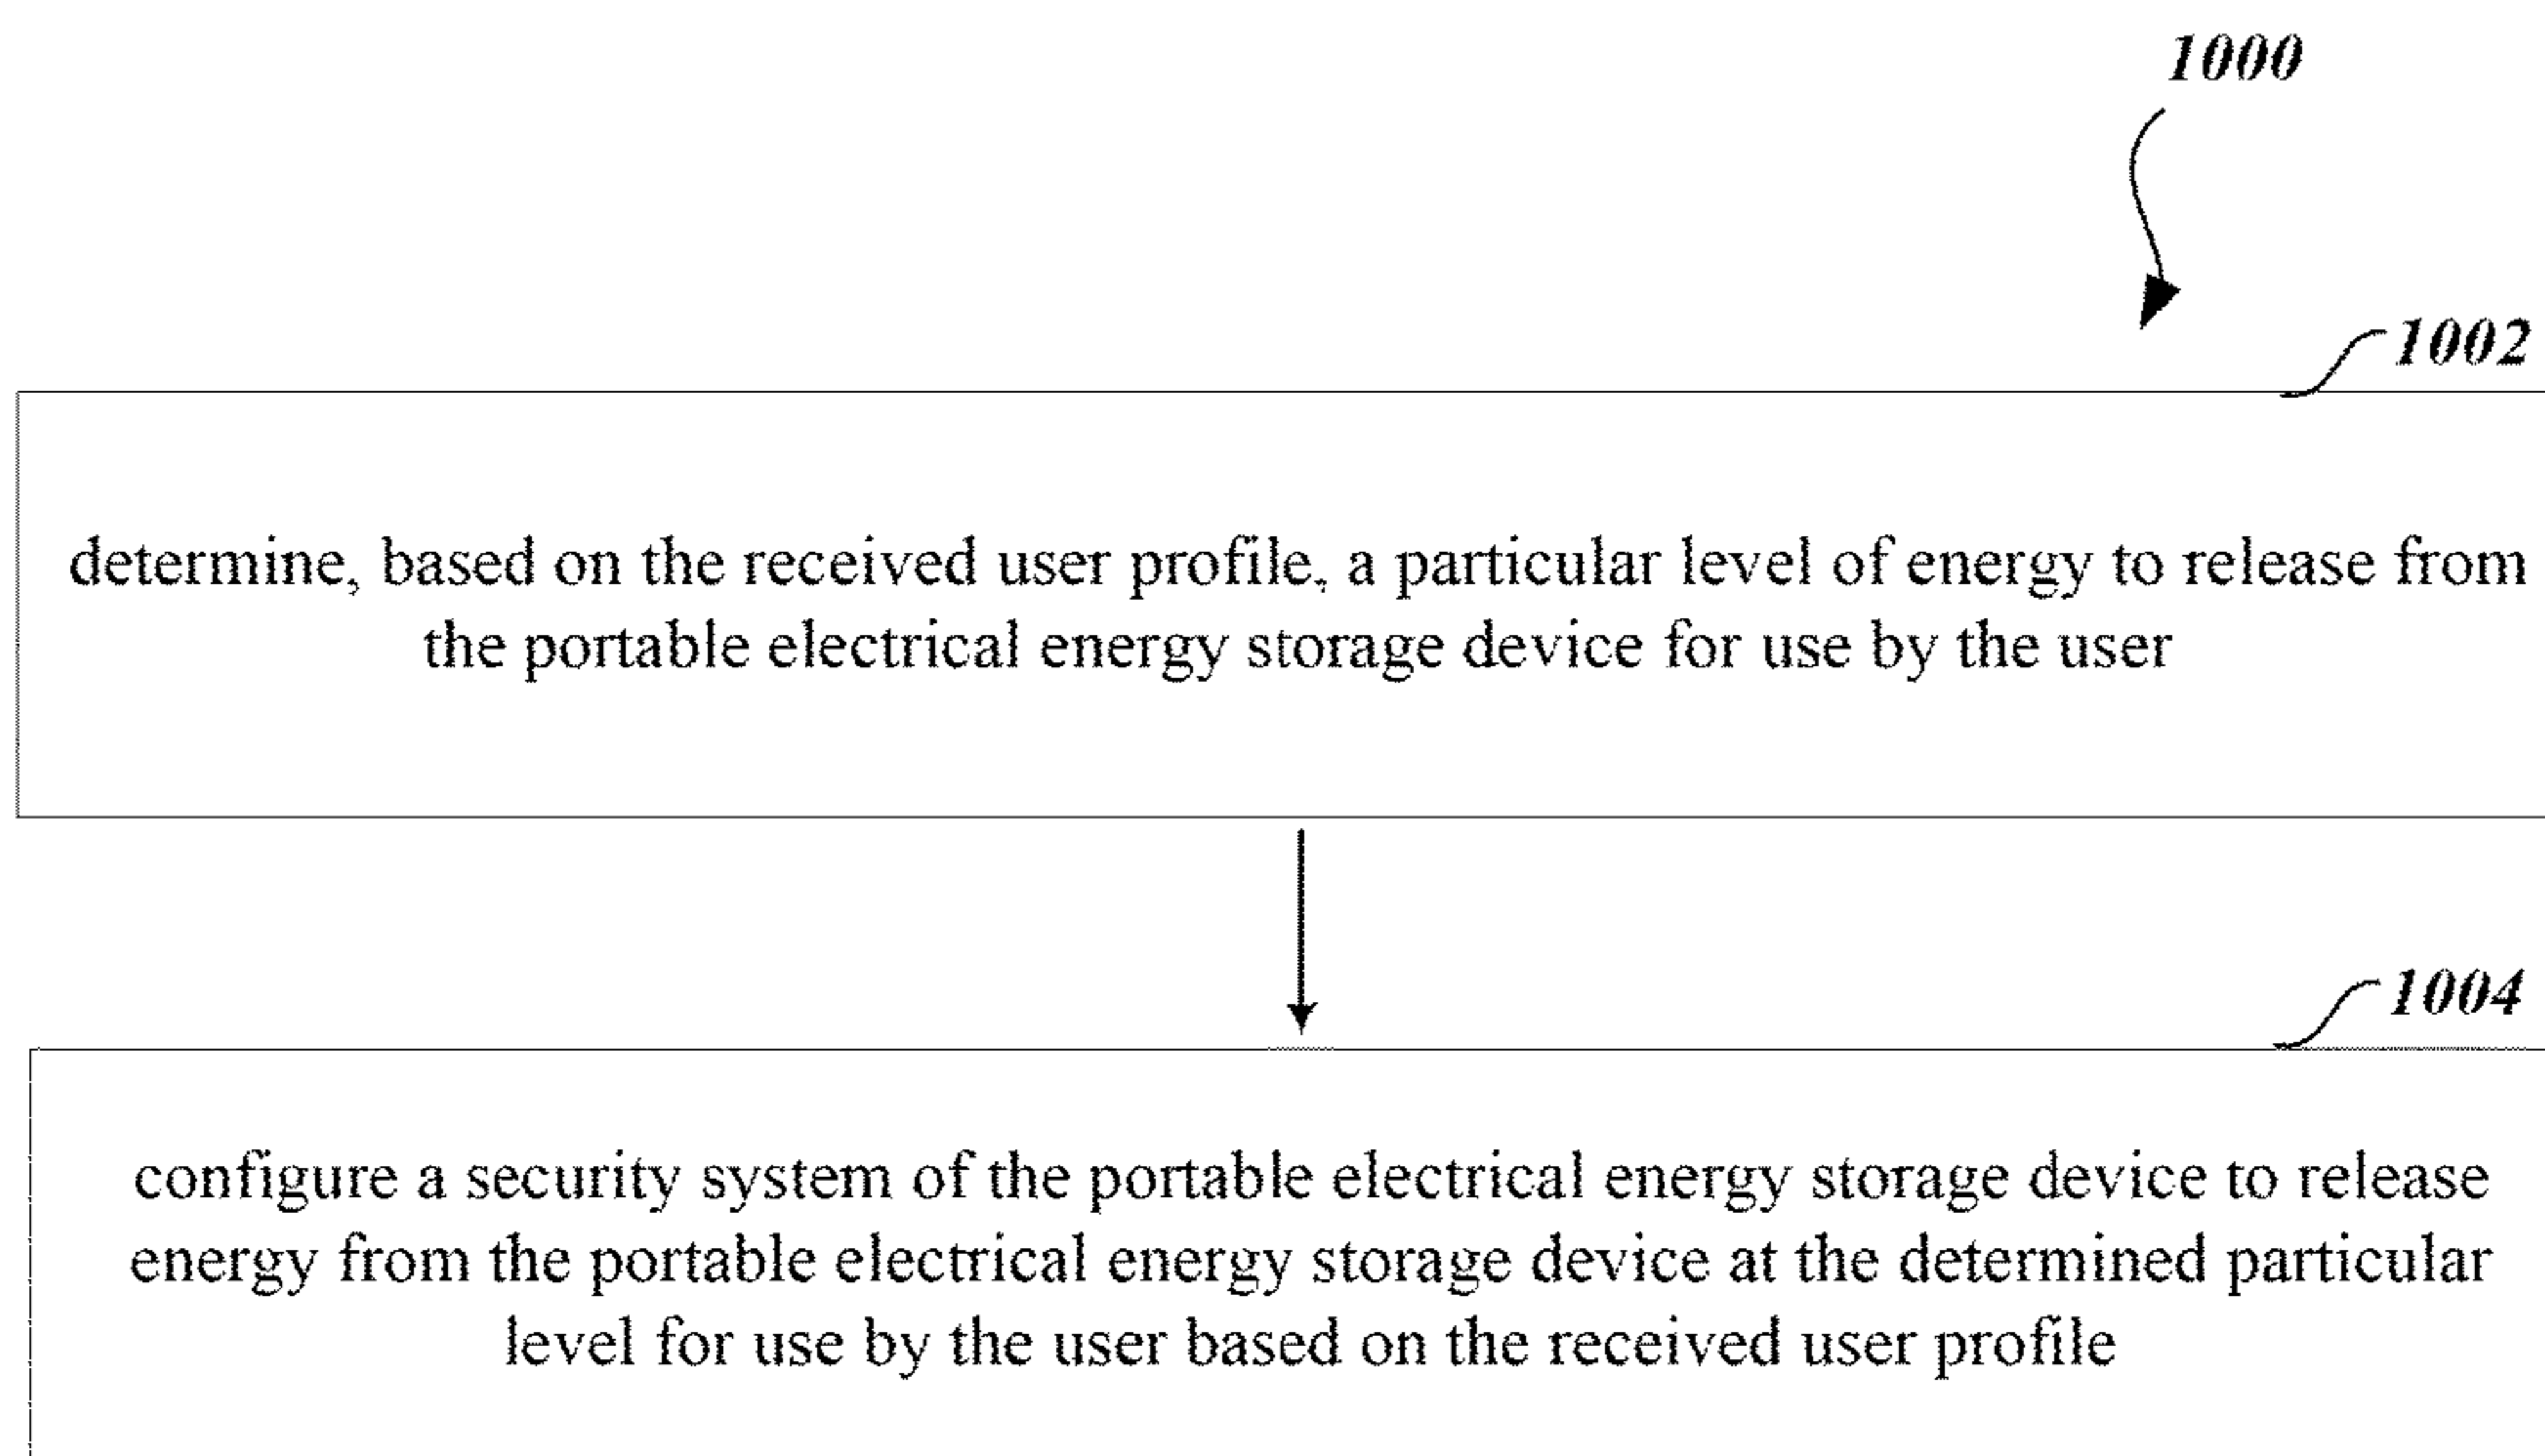 1000
1002
determine, based on the received user profile, a particular level of energy to release from
the portable electrical energy storage device for use by the user
1004
configure a security system of the portable electrical energy storage device to release
energy from the portable electrical energy storage device at the determined particular
level for use by the user based on the received user profile